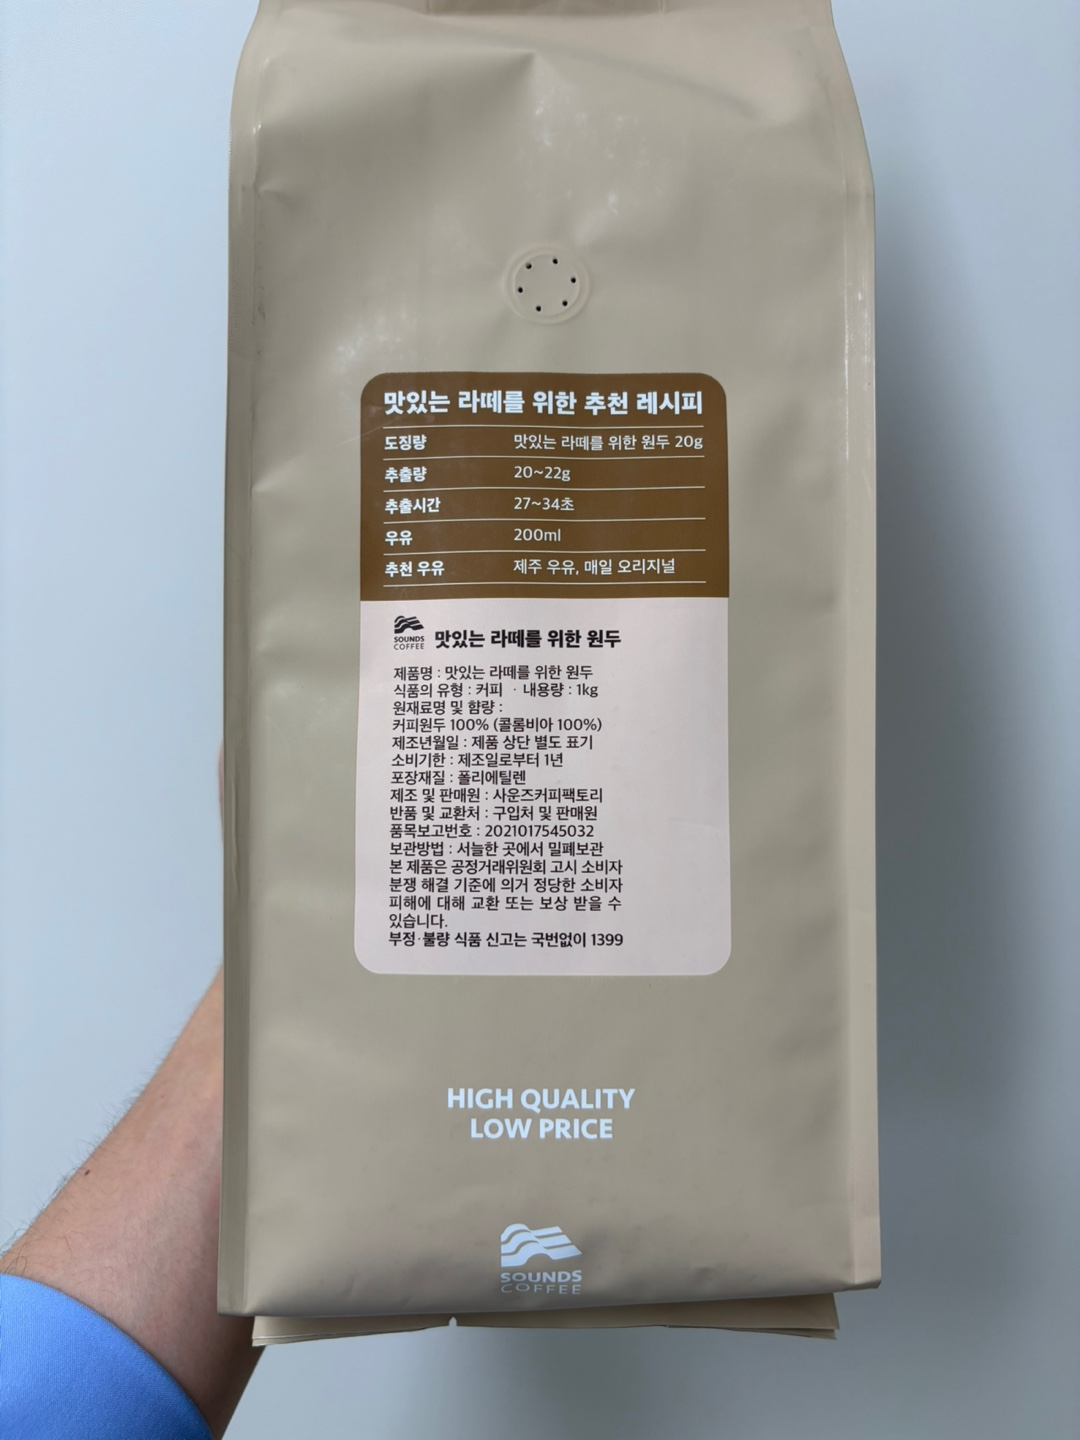 맛있는 라떼를 위한 추천 레시피
도징량 맛있는 라떼를 위한 원두 20g
추출량 20~22g
추출시간 27~34초
우유 200ml
추천 우유 제주 우유, 매일 오리지널
SOUNDS
COFFEE
맛있는 라떼를 위한 원두
제품명 : 맛있는 라떼를 위한 원두
식품의 유형 : 커피 · 내용량 : 1kg
원재료명 및 함량 :
커피원두 100% (콜롬비아 100%)
제조년월일 : 제품 상단 별도 표기
소비기한 : 제조일로부터 1년
포장재질 : 폴리에틸렌
제조 및 판매원 : 사운즈커피팩토리
반품 및 교환처 : 구입처 및 판매원
품목보고번호 : 2021017545032
보관방법 : 서늘한 곳에서 밀폐보관
본 제품은 공정거래위원회 고시 소비자
분쟁 해결 기준에 의거 정당한 소비자
피해에 대해 교환 또는 보상 받을 수
있습니다.
부정·불량 식품 신고는 국번없이 1399
HIGH QUALITY
LOW PRICE
SOUNDS
COFFEE